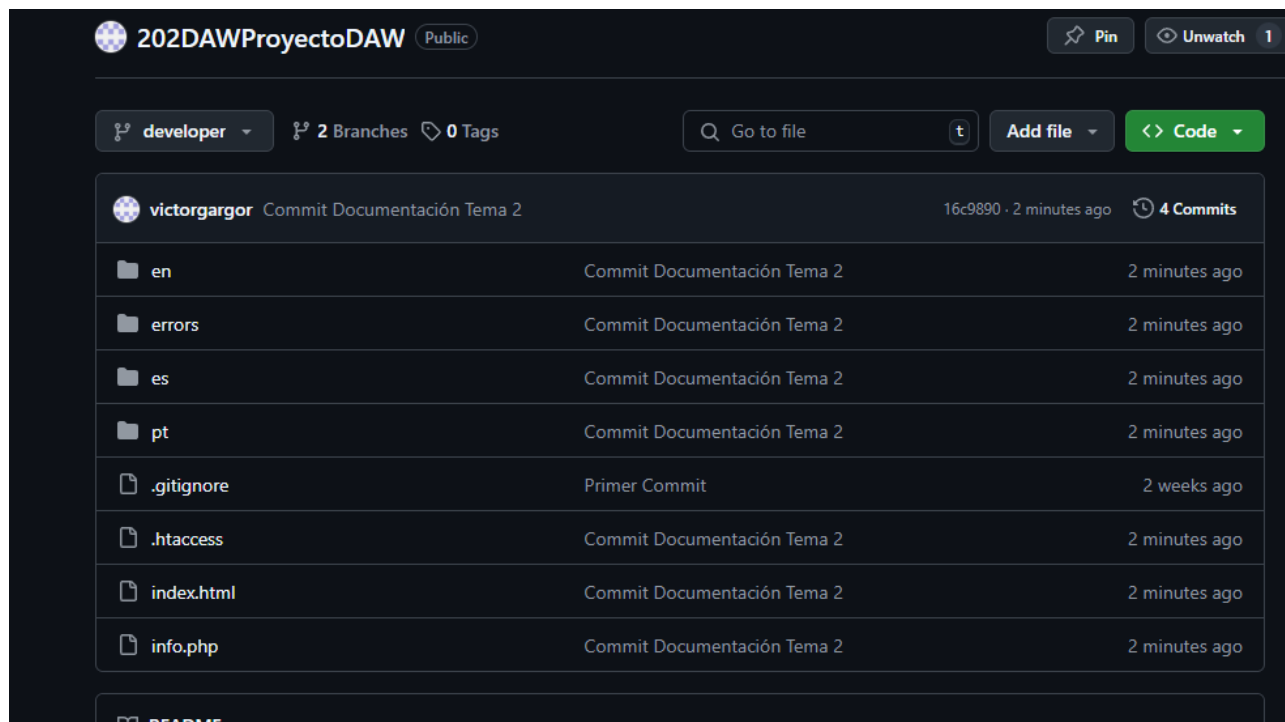 202DAWProyectoDAW Public Pin Unwatch 1
developer 2 Branches 0 Tags Go to file t Add file Code
victorgargor Commit Documentación Tema 2 16c9890 · 2 minutes ago 4 Commits
en Commit Documentación Tema 2 2 minutes ago
errors Commit Documentación Tema 2 2 minutes ago
es Commit Documentación Tema 2 2 minutes ago
pt Commit Documentación Tema 2 2 minutes ago
.gitignore Primer Commit 2 weeks ago
.htaccess Commit Documentación Tema 2 2 minutes ago
index.html Commit Documentación Tema 2 2 minutes ago
info.php Commit Documentación Tema 2 2 minutes ago
README